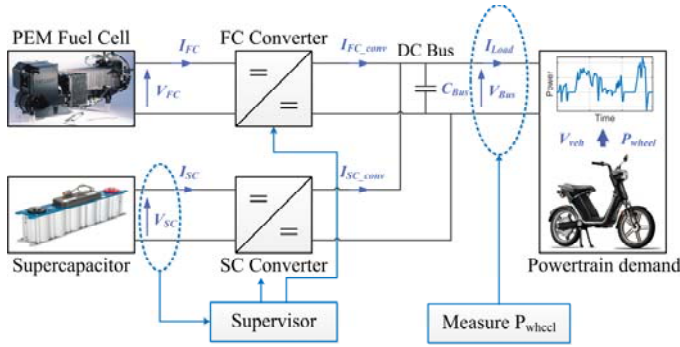 PEM Fuel Cell
FC Converter
DC Bus
I_FC
I_FC_conv
I_Load
V_FC
C_Bus
V_Bus
Power
Time
V_veh
P_wheel
I_SC
I_SC_conv
V_SC
Supercapacitor
SC Converter
Powertrain demand
Supervisor
Measure P_wheel